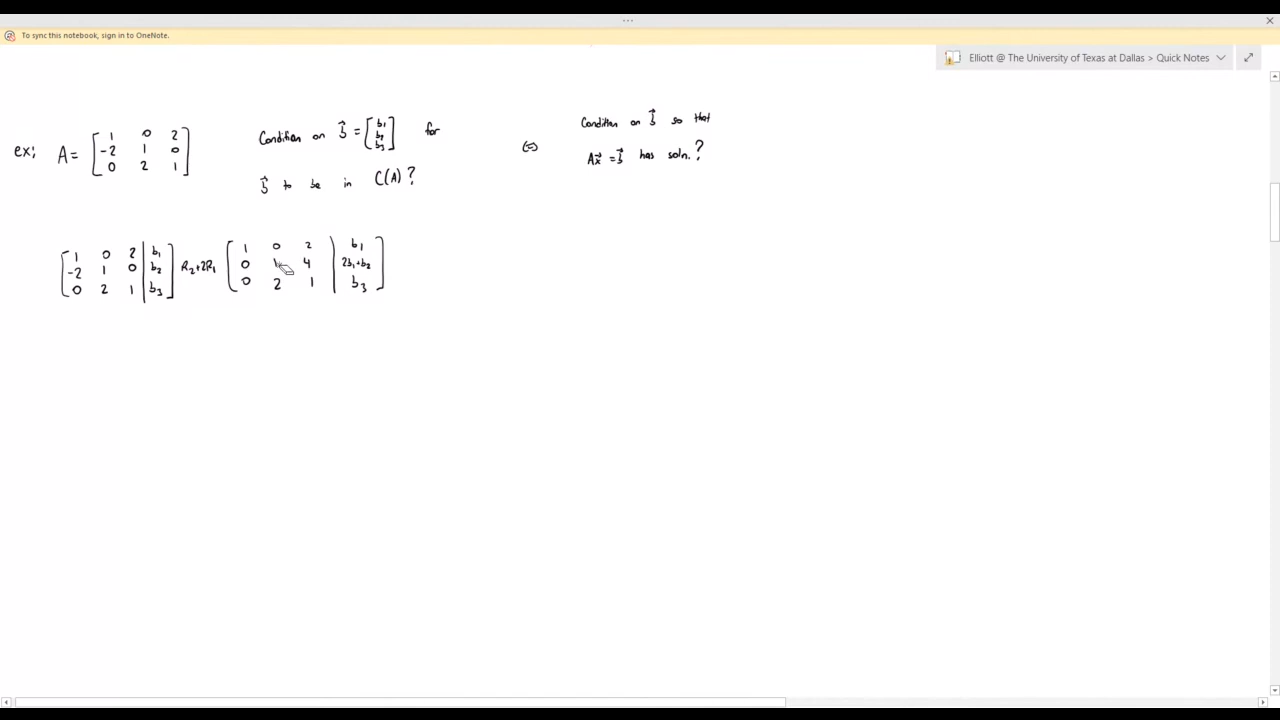 ...
To sync this notebook, sign in to OneNote.
Elliott @ The University of Texas at Dallas > Quick Notes
ex: A = [1 0 2
-2 1 0
0 2 1]
Condition on b⃗ = [b₁
b₂
b₃] for
b⃗ to be in C(A)?
⇔
Condition on b⃗ so that
Ax⃗ = b⃗ has soln.?
[1 0 2 | b₁
-2 1 0 | b₂
0 2 1 | b₃]
R₂+2R₁
[1 0 2 | b₁
0 1 4 | 2b₁+b₂
0 2 1 | b₃]